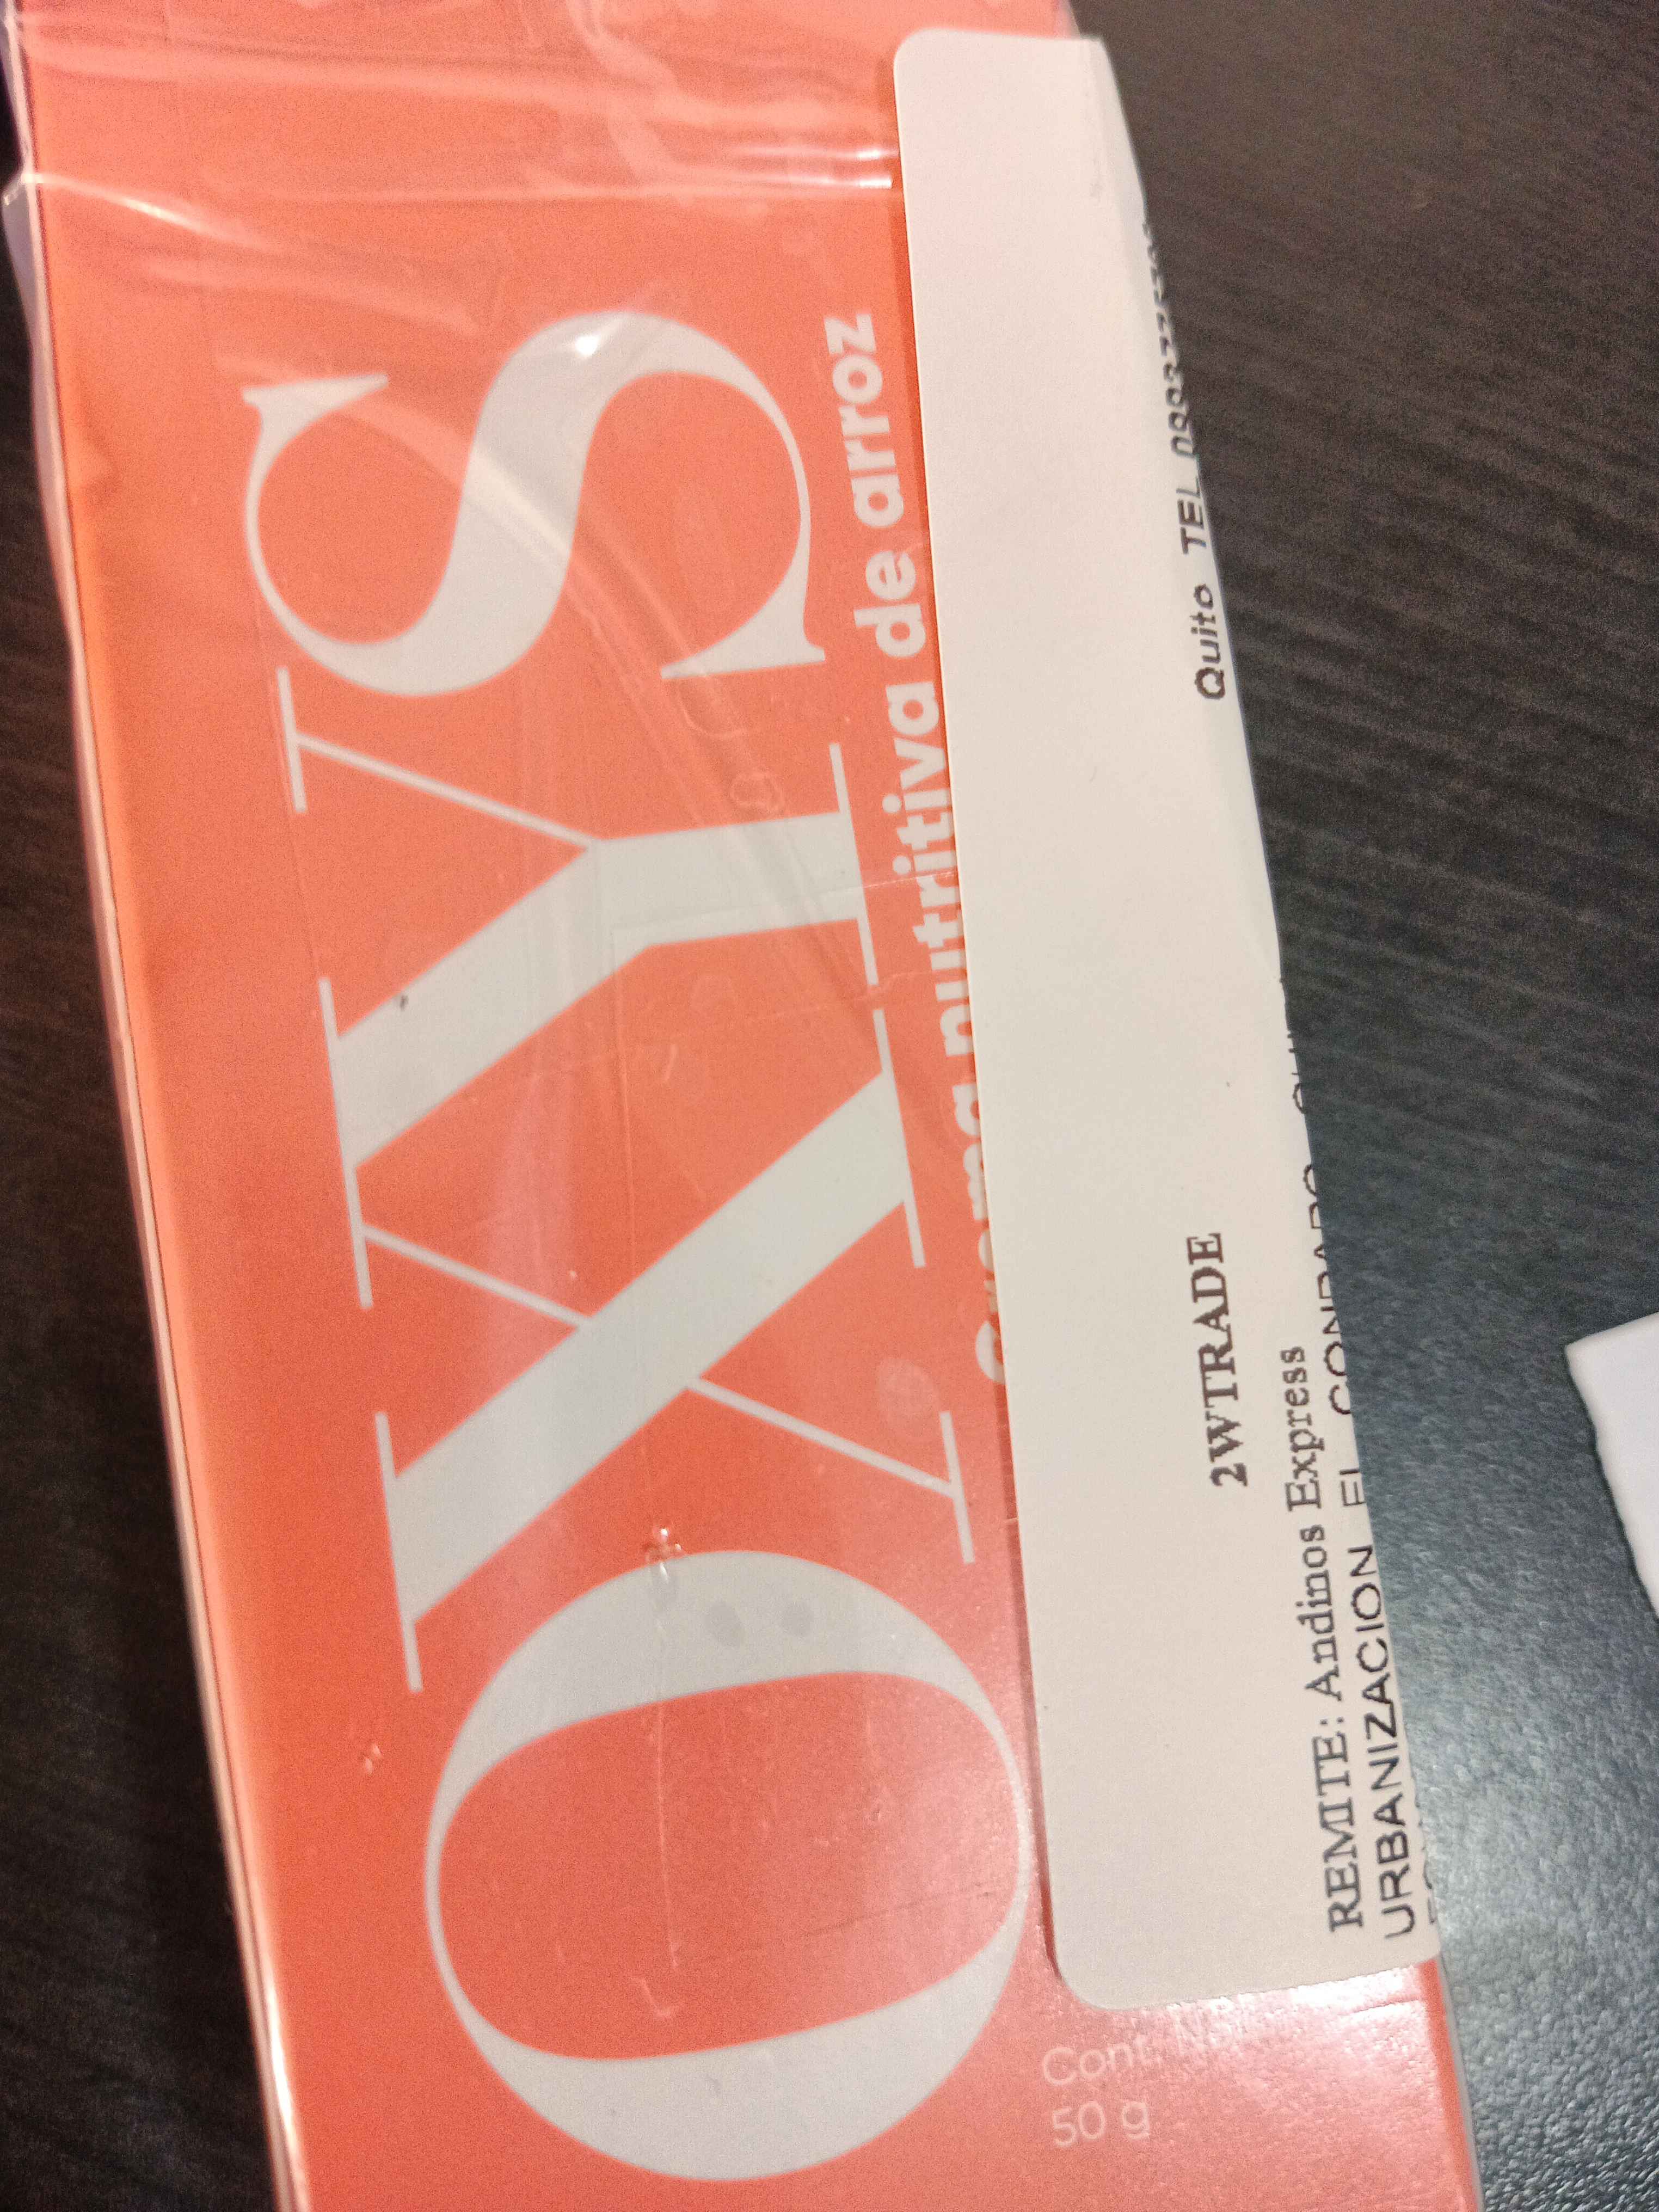 OXYS
Crema nutritiva de arroz
Cont.
50 g
Quito TEL
2WTRADE
REMITE: Andinos Express
URBANIZACION EL CONDADO